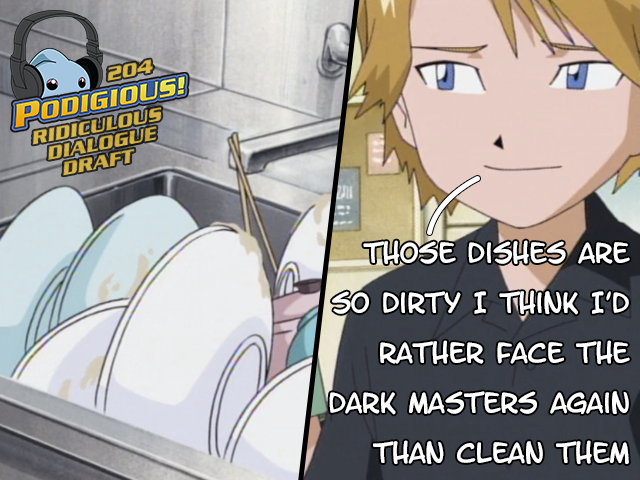 204
PODIGIOUS!
RIDICULOUS
DIALOGUE
DRAFT
THOSE DISHES ARE
SO DIRTY I THINK I'D
RATHER FACE THE
DARK MASTERS AGAIN
THAN CLEAN THEM